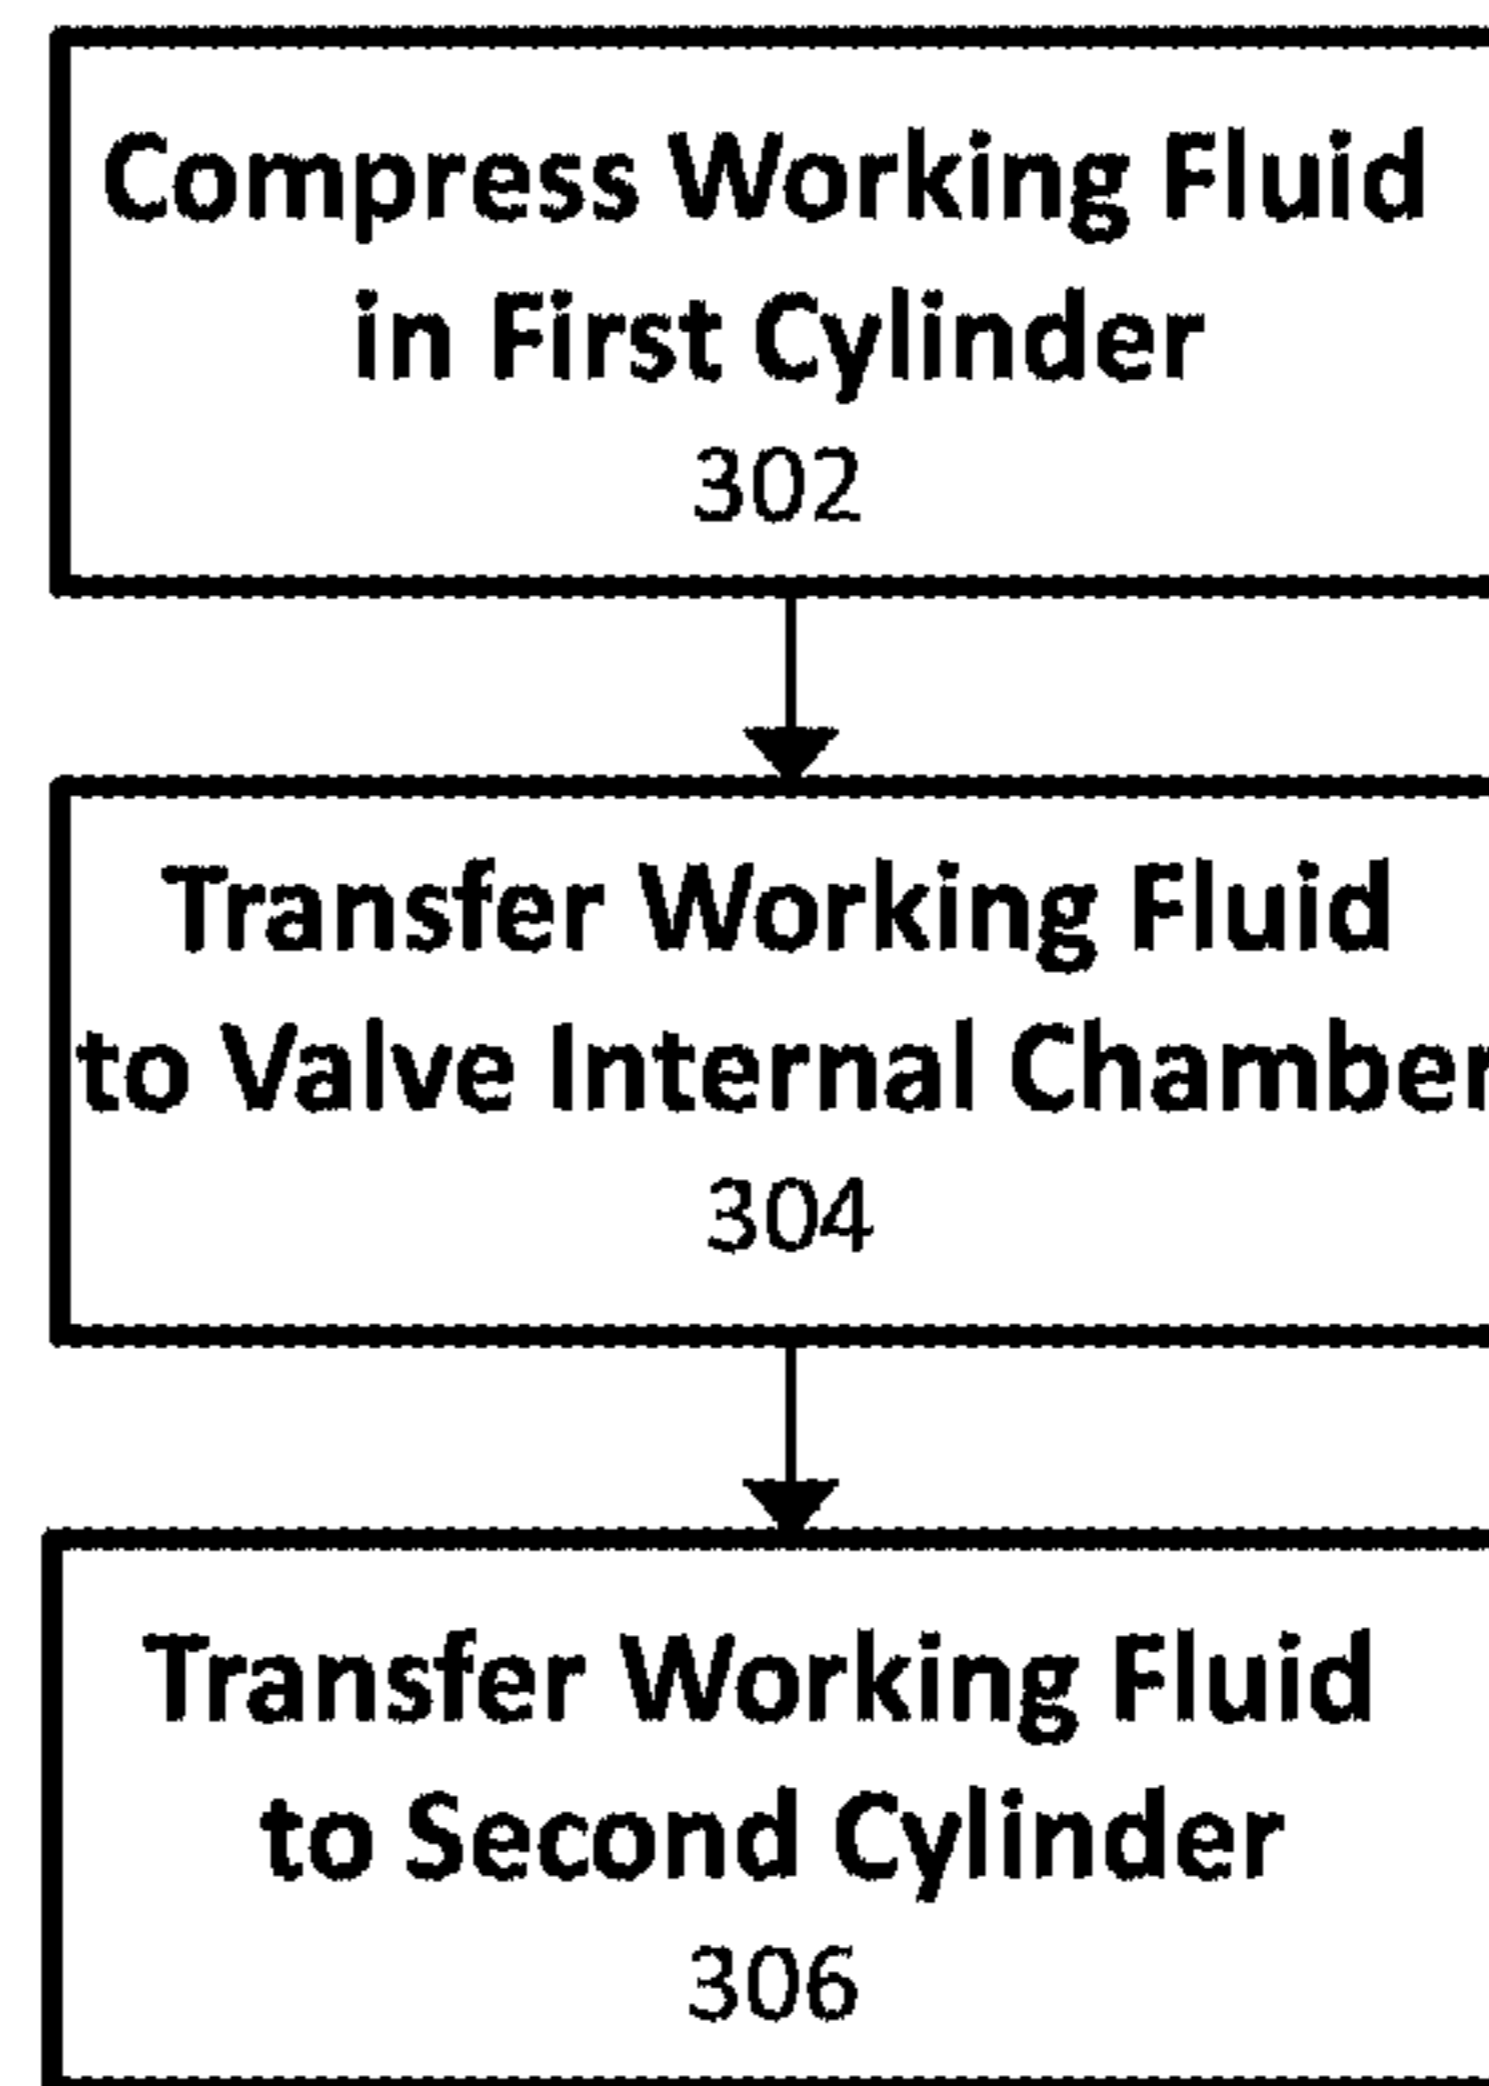 Compress Working Fluid
in First Cylinder
302
Transfer Working Fluid
to Valve Internal Chamber
304
Transfer Working Fluid
to Second Cylinder
306